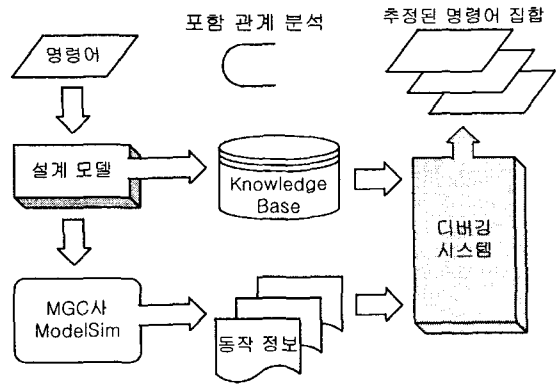 포함 관계 분석
추정된 명령어 집합
명령어
설계 모델
Knowledge
Base
디버깅
시스템
MGC사
ModelSim
동작 정보